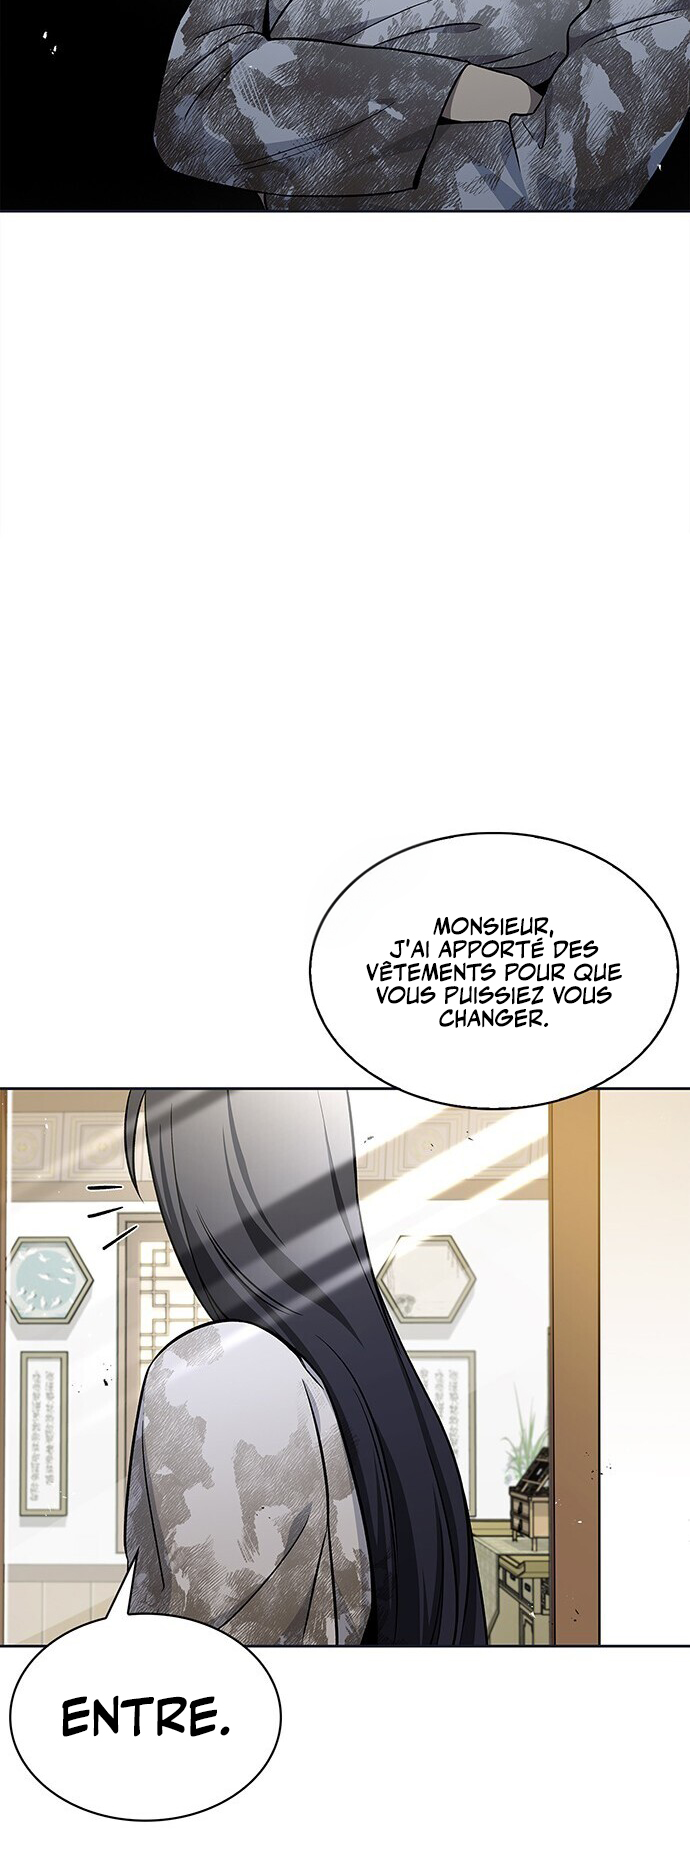 MONSIEUR,
J'AI APPORTÉ DES
VÊTEMENTS POUR QUE
VOUS PUISSIEZ VOUS
CHANGER.
ENTRE.